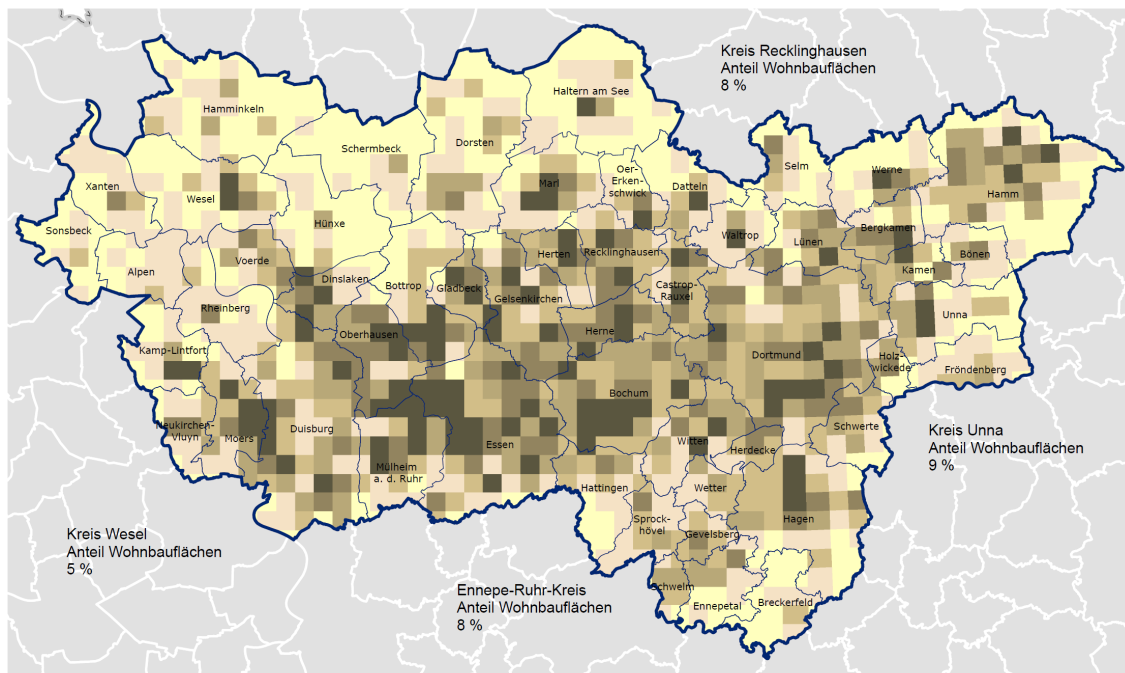 Kreis Recklinghausen
Anteil Wohnbauflächen
8 %
Haltern am See
Hamminkeln
Dorsten
Schermbeck
Selm
Werne
Hamm
Oer-
Erken-
schwick
Marl
Datteln
Xanten
Wesel
Hünxe
Sonsbeck
Waltrop
Lünen
Bergkamen
Voerde
Herten
Recklinghausen
Bönen
Alpen
Kamen
Dinslaken
Bottrop
Gladbeck
Castrop-
Rauxel
Gelsenkirchen
Rheinberg
Unna
Oberhausen
Herne
Kamp-Lintfort
Dortmund
Holz-
wickede
Fröndenberg
Bochum
Neukirchen-
Vluyn
Moers
Duisburg
Essen
Witten
Herdecke
Schwerte
Kreis Unna
Anteil Wohnbauflächen
9 %
Mülheim
a. d. Ruhr
Hattingen
Wetter
Hagen
Sprock-
hövel
Gevelsberg
Kreis Wesel
Anteil Wohnbauflächen
5 %
Ennepe-Ruhr-Kreis
Anteil Wohnbauflächen
8 %
Schwelm
Ennepetal
Breckerfeld